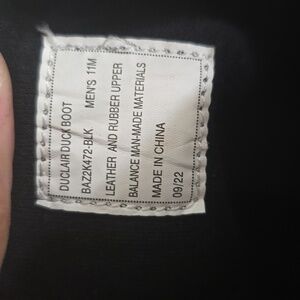 DUCLAIR DUCK BOOT
BAZ2K472-BLK MEN'S 11M
LEATHER AND RUBBER UPPER
BALANCE MAN-MADE MATERIALS
MADE IN CHINA
09/22